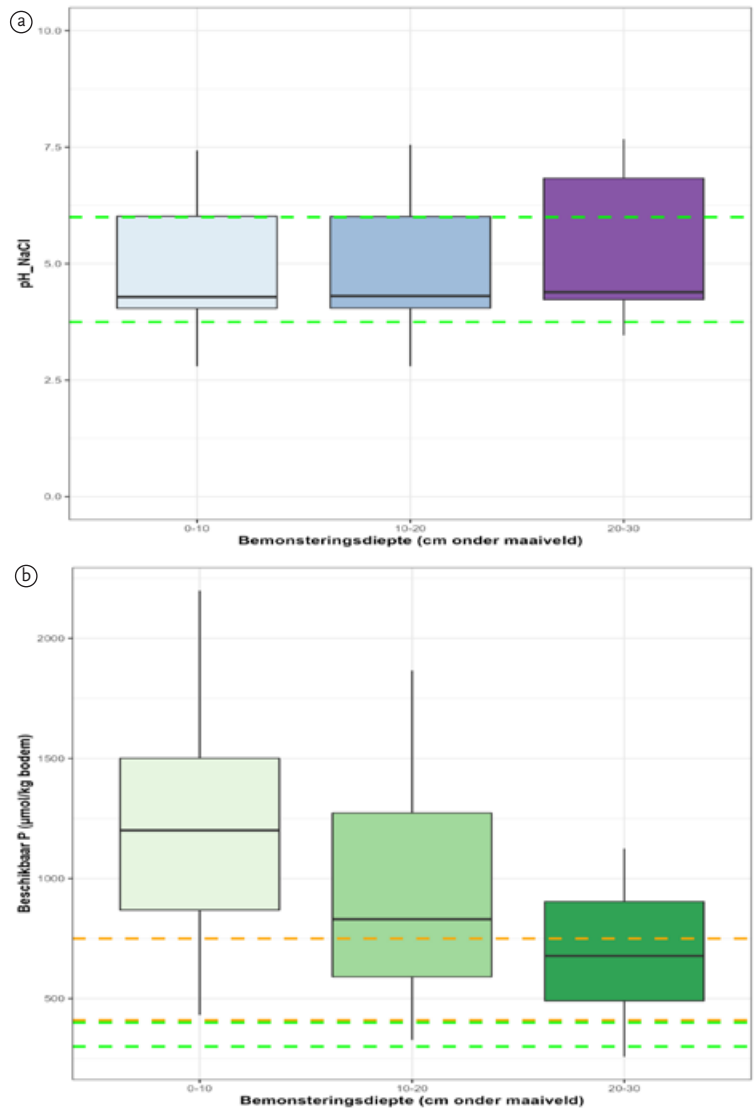 a
10.0
7.5
5.0
2.5
0.0
pH_NaCl
0-10 10-20 20-30
Bemonsteringsdiepte (cm onder maaiveld)
b
2000
1500
1000
500
Beschikbaar P (µmol/kg bodem)
0-10 10-20 20-30
Bemonsteringsdiepte (cm onder maaiveld)